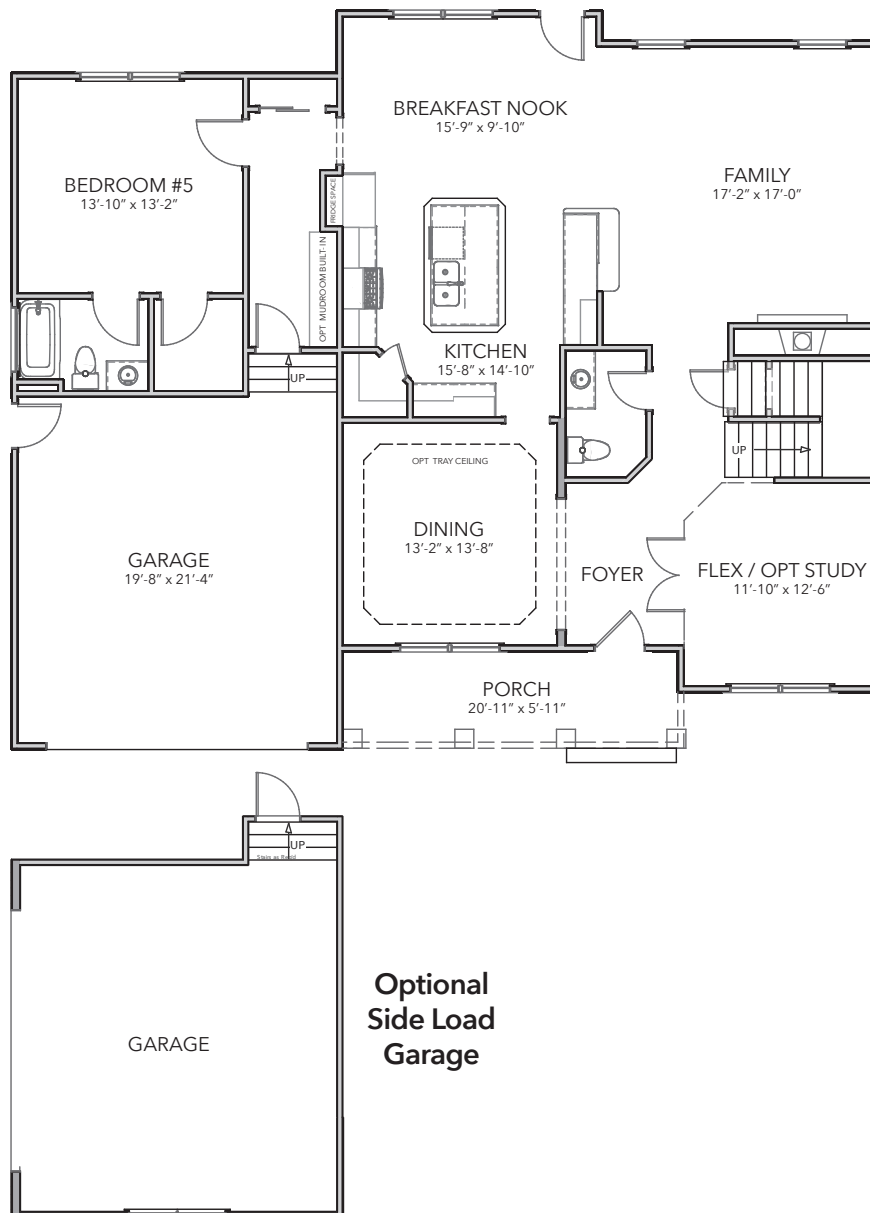 BREAKFAST NOOK
15'-9" x 9'-10"
FAMILY
17'-2" x 17'-0"
BEDROOM #5
13'-10" x 13'-2"
FRIDGE SPACE
OPT MUDROOM BUILT-IN
KITCHEN
15'-8" x 14'-10"
UP
UP
OPT TRAY CEILING
DINING
13'-2" x 13'-8"
GARAGE
19'-8" x 21'-4"
FOYER
FLEX / OPT STUDY
11'-10" x 12'-6"
PORCH
20'-11" x 5'-11"
UP
Stairs as Req'd
GARAGE
Optional
Side Load
Garage